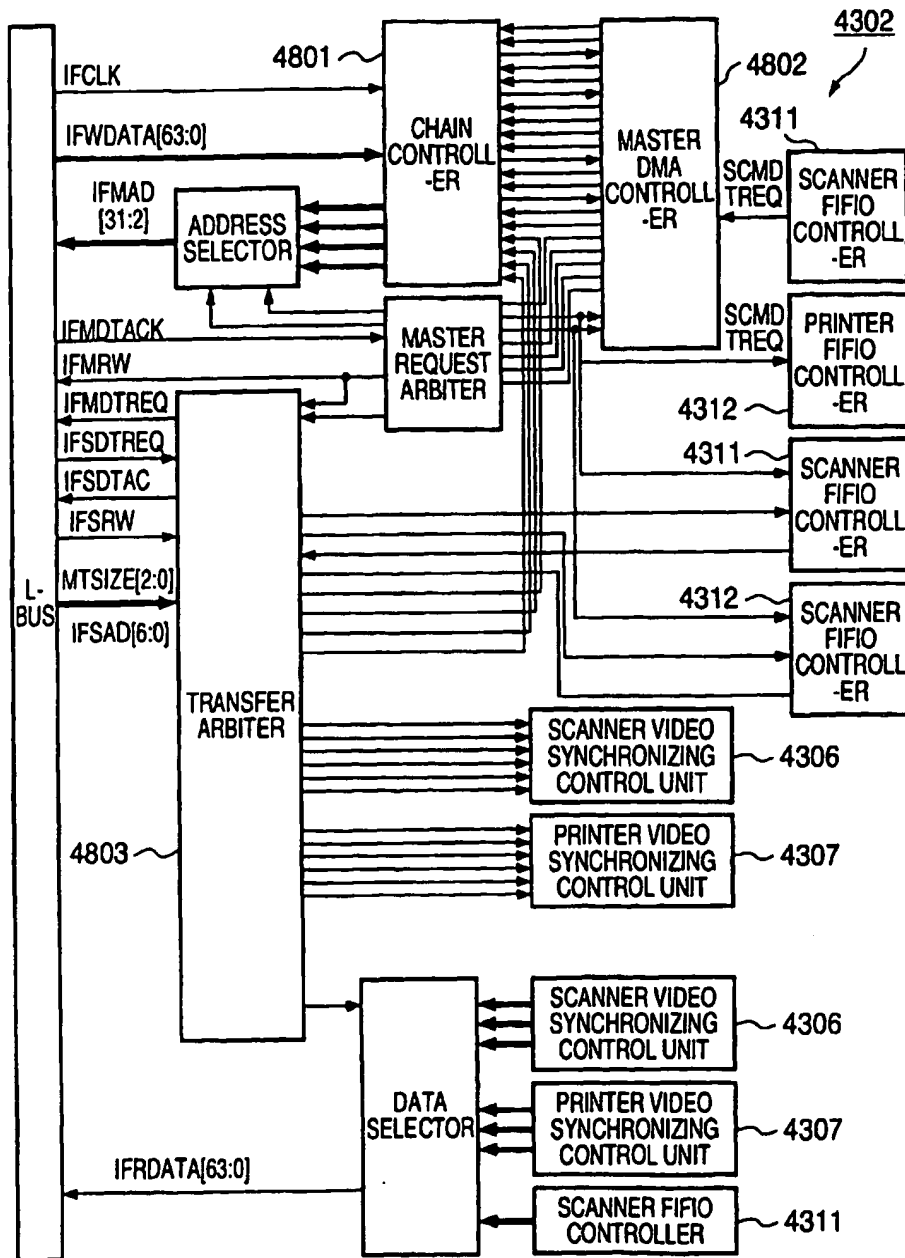 4302
4801
4802
IFCLK
4311
IFWDATA[63:0]
CHAIN
CONTROLL
-ER
MASTER
DMA
CONTROLL
-ER
SCMD
TREQ
SCANNER
FIFIO
CONTROLL
-ER
IFMAD
[31:2]
ADDRESS
SELECTOR
IFMDTACK
MASTER
REQUEST
ARBITER
SCMD
TREQ
PRINTER
FIFIO
CONTROLL
-ER
IFMRW
IFMDTREQ
4312
IFSDTREQ
4311
IFSDTAC
SCANNER
FIFIO
CONTROLL
-ER
IFSRW
L-
BUS
MTSIZE[2:0]
IFSAD[6:0]
4312
SCANNER
FIFIO
CONTROLL
-ER
TRANSFER
ARBITER
SCANNER VIDEO
SYNCHRONIZING
CONTROL UNIT
4306
4803
PRINTER VIDEO
SYNCHRONIZING
CONTROL UNIT
4307
SCANNER VIDEO
SYNCHRONIZING
CONTROL UNIT
4306
DATA
SELECTOR
PRINTER VIDEO
SYNCHRONIZING
CONTROL UNIT
4307
IFRDATA[63:0]
SCANNER FIFIO
CONTROLLER
4311